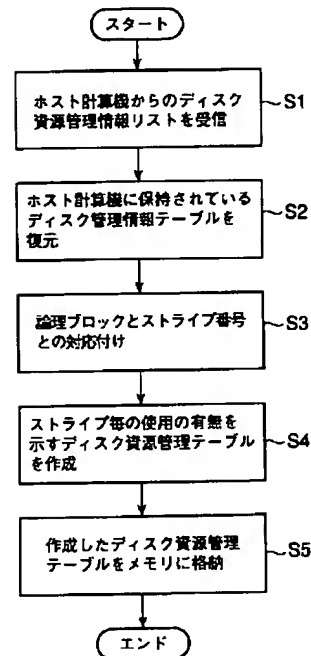 スタート
ホスト計算機からのディスク
資源管理情報リストを受信
S1
ホスト計算機に保持されている
ディスク管理情報テーブルを
復元
S2
論理ブロックとストライプ番号
との対応付け
S3
ストライプ毎の使用の有無を
示すディスク資源管理テーブル
を作成
S4
作成したディスク資源管理
テーブルをメモリに格納
S5
エンド